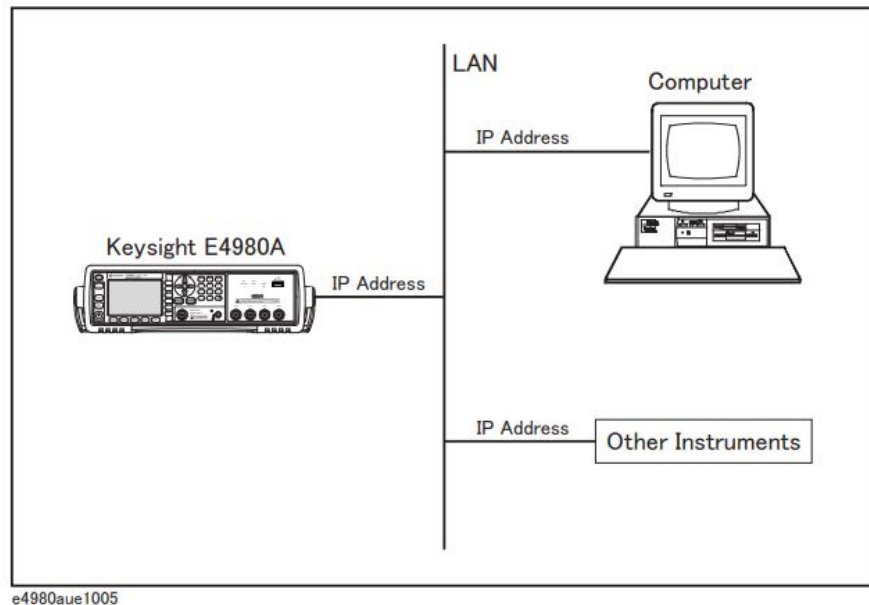 LAN
Computer
IP Address
Keysight E4980A
IP Address
IP Address
Other Instruments
e4980aue1005